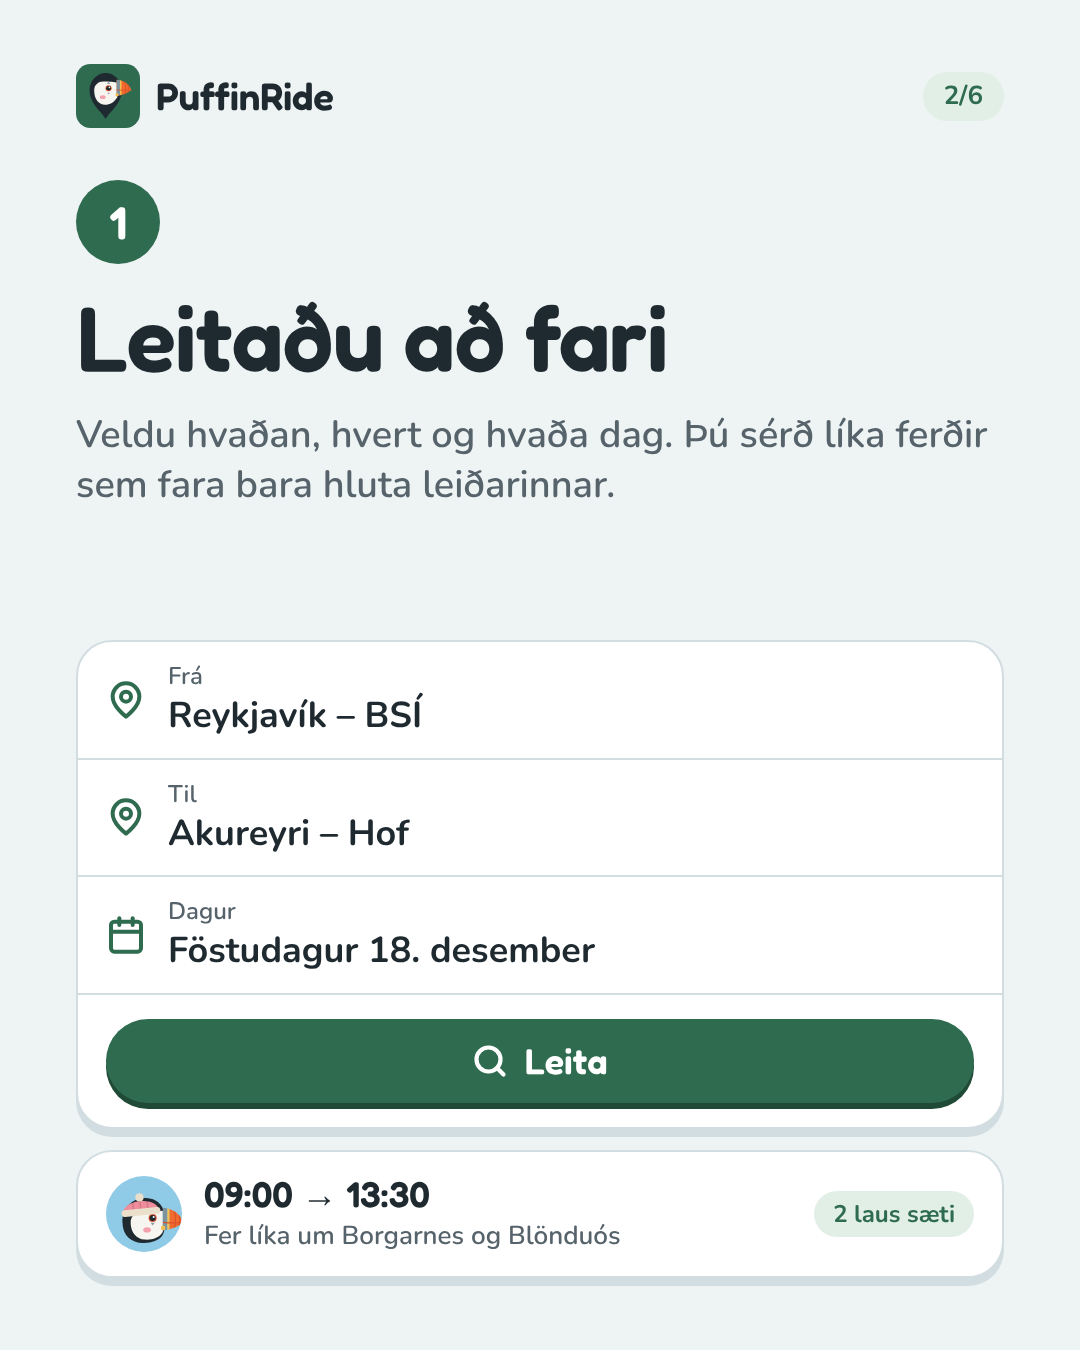 PuffinRide
2/6
1
Leitaðu að fari
Veldu hvaðan, hvert og hvaða dag. Þú sérð líka ferðir
sem fara bara hluta leiðarinnar.
Frá
Reykjavík – BSÍ
Til
Akureyri – Hof
Dagur
Föstudagur 18. desember
Leita
09:00 → 13:30
Fer líka um Borgarnes og Blönduós
2 laus sæti